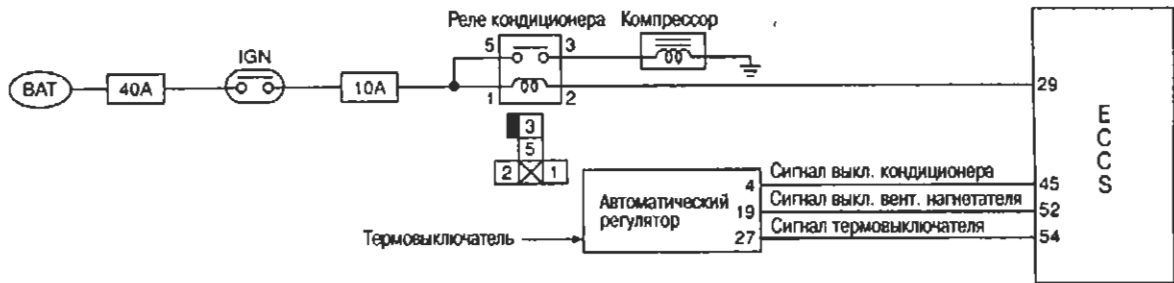 Реле кондиционера
Компрессор
IGN
5
3
BAT
40A
10A
1
2
29
E
C
C
S
3
5
2
1
Автоматический
регулятор
4
Сигнал выкл. кондиционера
45
19
Сигнал выкл. вент. нагнетателя
52
27
Сигнал термовыключателя
54
Термовыключатель